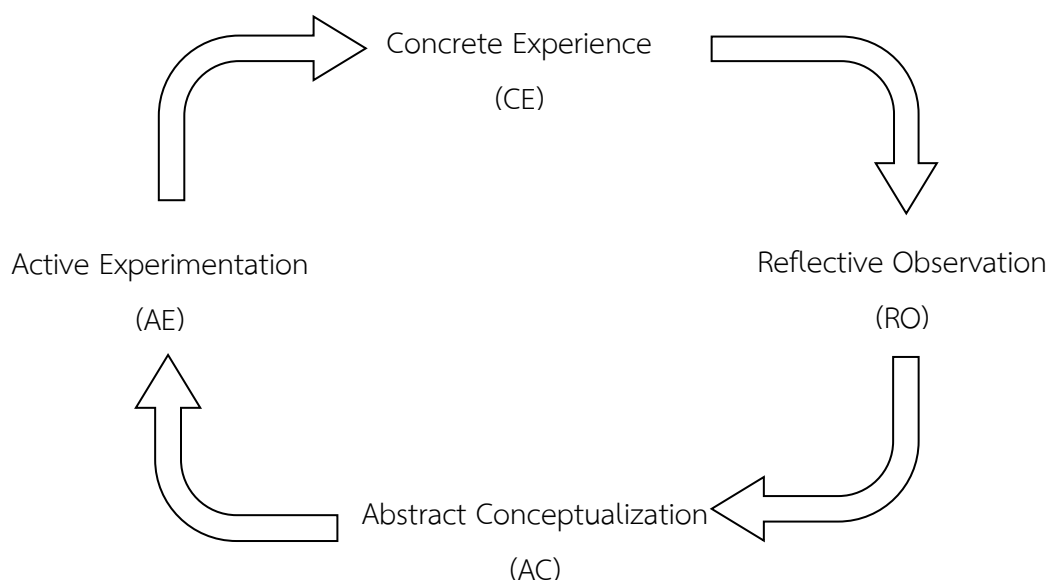 Concrete Experience
(CE)
Active Experimentation
(AE)
Reflective Observation
(RO)
Abstract Conceptualization
(AC)